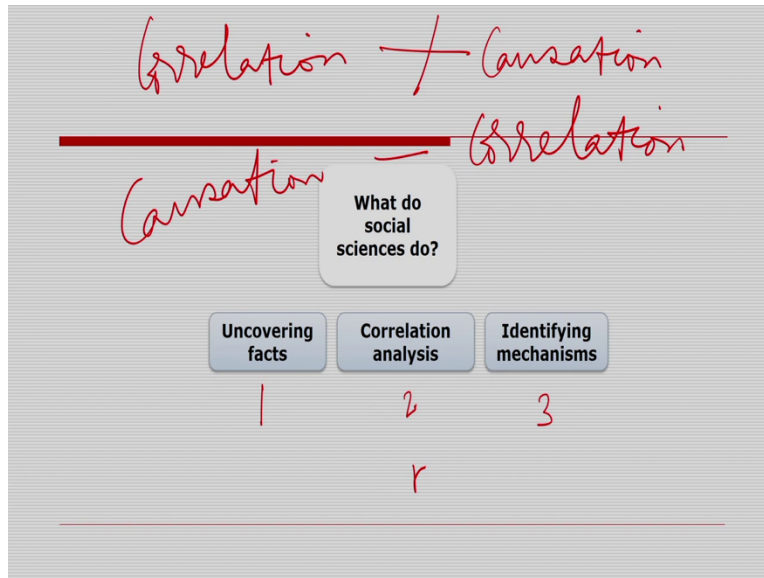 Correlation ≠ Causation
Causation – Correlation
What do
social
sciences do?
Uncovering facts
Correlation analysis
Identifying mechanisms
1 2 3
r